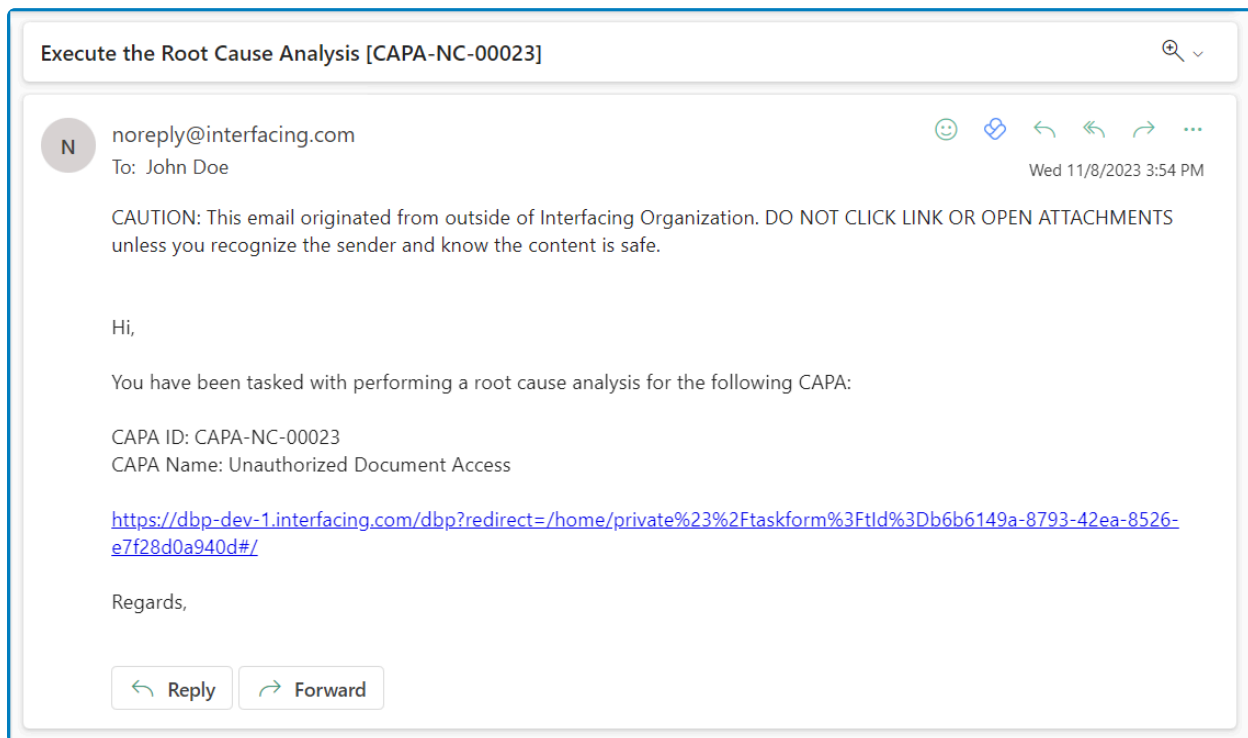 Execute the Root Cause Analysis [CAPA-NC-00023]
N
noreply@interfacing.com
To: John Doe
Wed 11/8/2023 3:54 PM
CAUTION: This email originated from outside of Interfacing Organization. DO NOT CLICK LINK OR OPEN ATTACHMENTS
unless you recognize the sender and know the content is safe.
Hi,
You have been tasked with performing a root cause analysis for the following CAPA:
CAPA ID: CAPA-NC-00023
CAPA Name: Unauthorized Document Access
https://dbp-dev-1.interfacing.com/dbp?redirect=/home/private%23%2Ftaskform%3FtId%3Db6b6149a-8793-42ea-8526-
e7f28d0a940d#/
Regards,
Reply
Forward